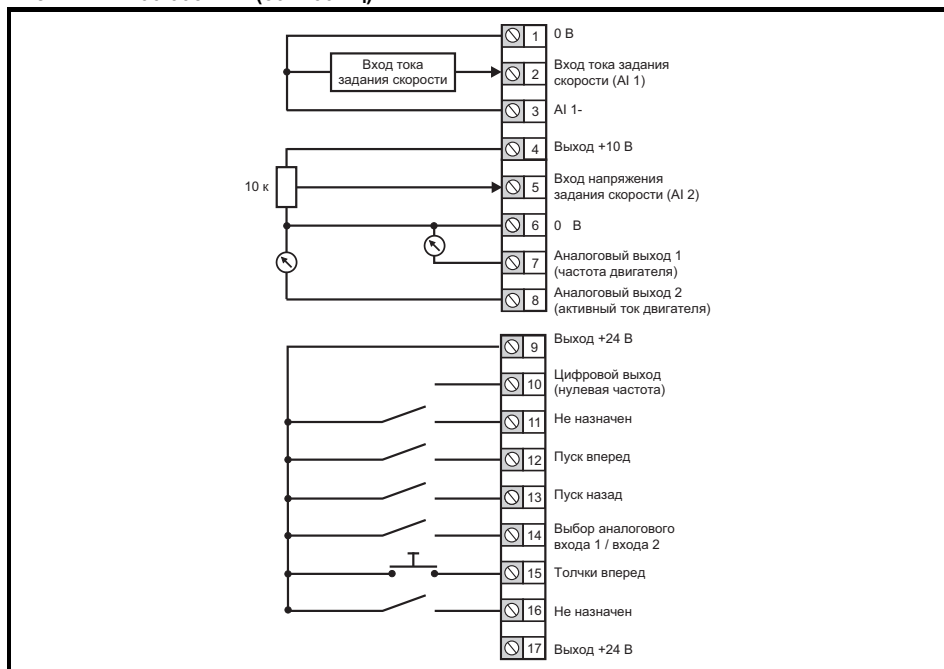 1 0 В
Вход тока
задания скорости
2 Вход тока задания
скорости (AI 1)
3 AI 1-
4 Выход +10 В
10 к
5 Вход напряжения
задания скорости (AI 2)
6 0 В
7 Аналоговый выход 1
(частота двигателя)
8 Аналоговый выход 2
(активный ток двигателя)
9 Выход +24 В
10 Цифровой выход
(нулевая частота)
11 Не назначен
12 Пуск вперед
13 Пуск назад
14 Выбор аналогового
входа 1 / входа 2
15 Толчки вперед
16 Не назначен
17 Выход +24 В